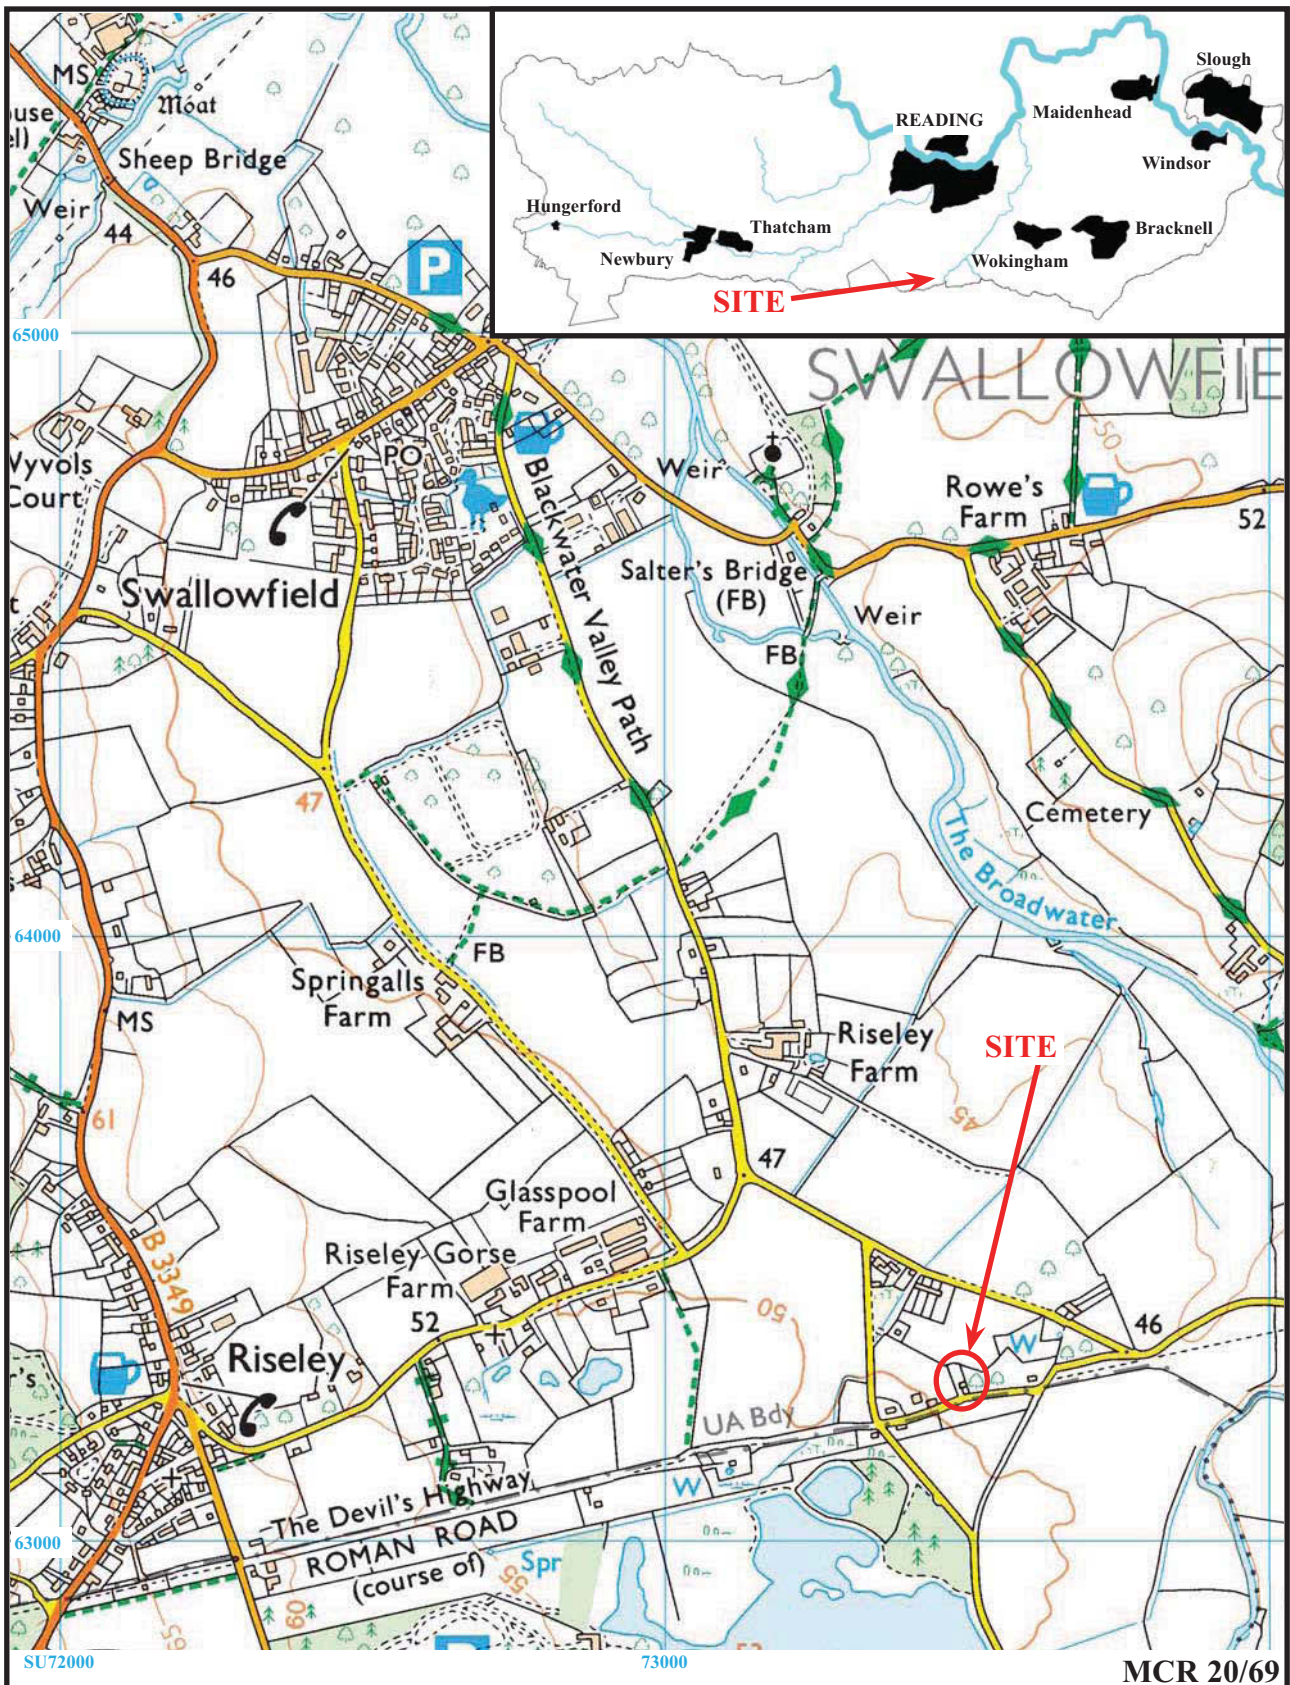 MS
Moat
Sheep Bridge
Weir
44
46
P
65000
Slough
Maidenhead
READING
Windsor
Hungerford
Thatcham
Bracknell
Newbury
Wokingham
SITE
SWALLOWFIE
50
Vyvols
Court
PO
Weir
Rowe's
Farm
52
Blackwater Valley Path
Salter's Bridge
(FB)
Swallowfield
Weir
FB
47
Cemetery
The Broadwater
64000
FB
Springalls
Farm
MS
Riseley
Farm
SITE
45
61
47
Glasspool
Farm
B 3349
Riseley Gorse
Farm
52
50
46
W
Riseley
r's
UA Bdy
W
The Devil's Highway
ROMAN ROAD
(course of)
63000
Spr
55
60
65
SU72000
73000
MCR 20/69